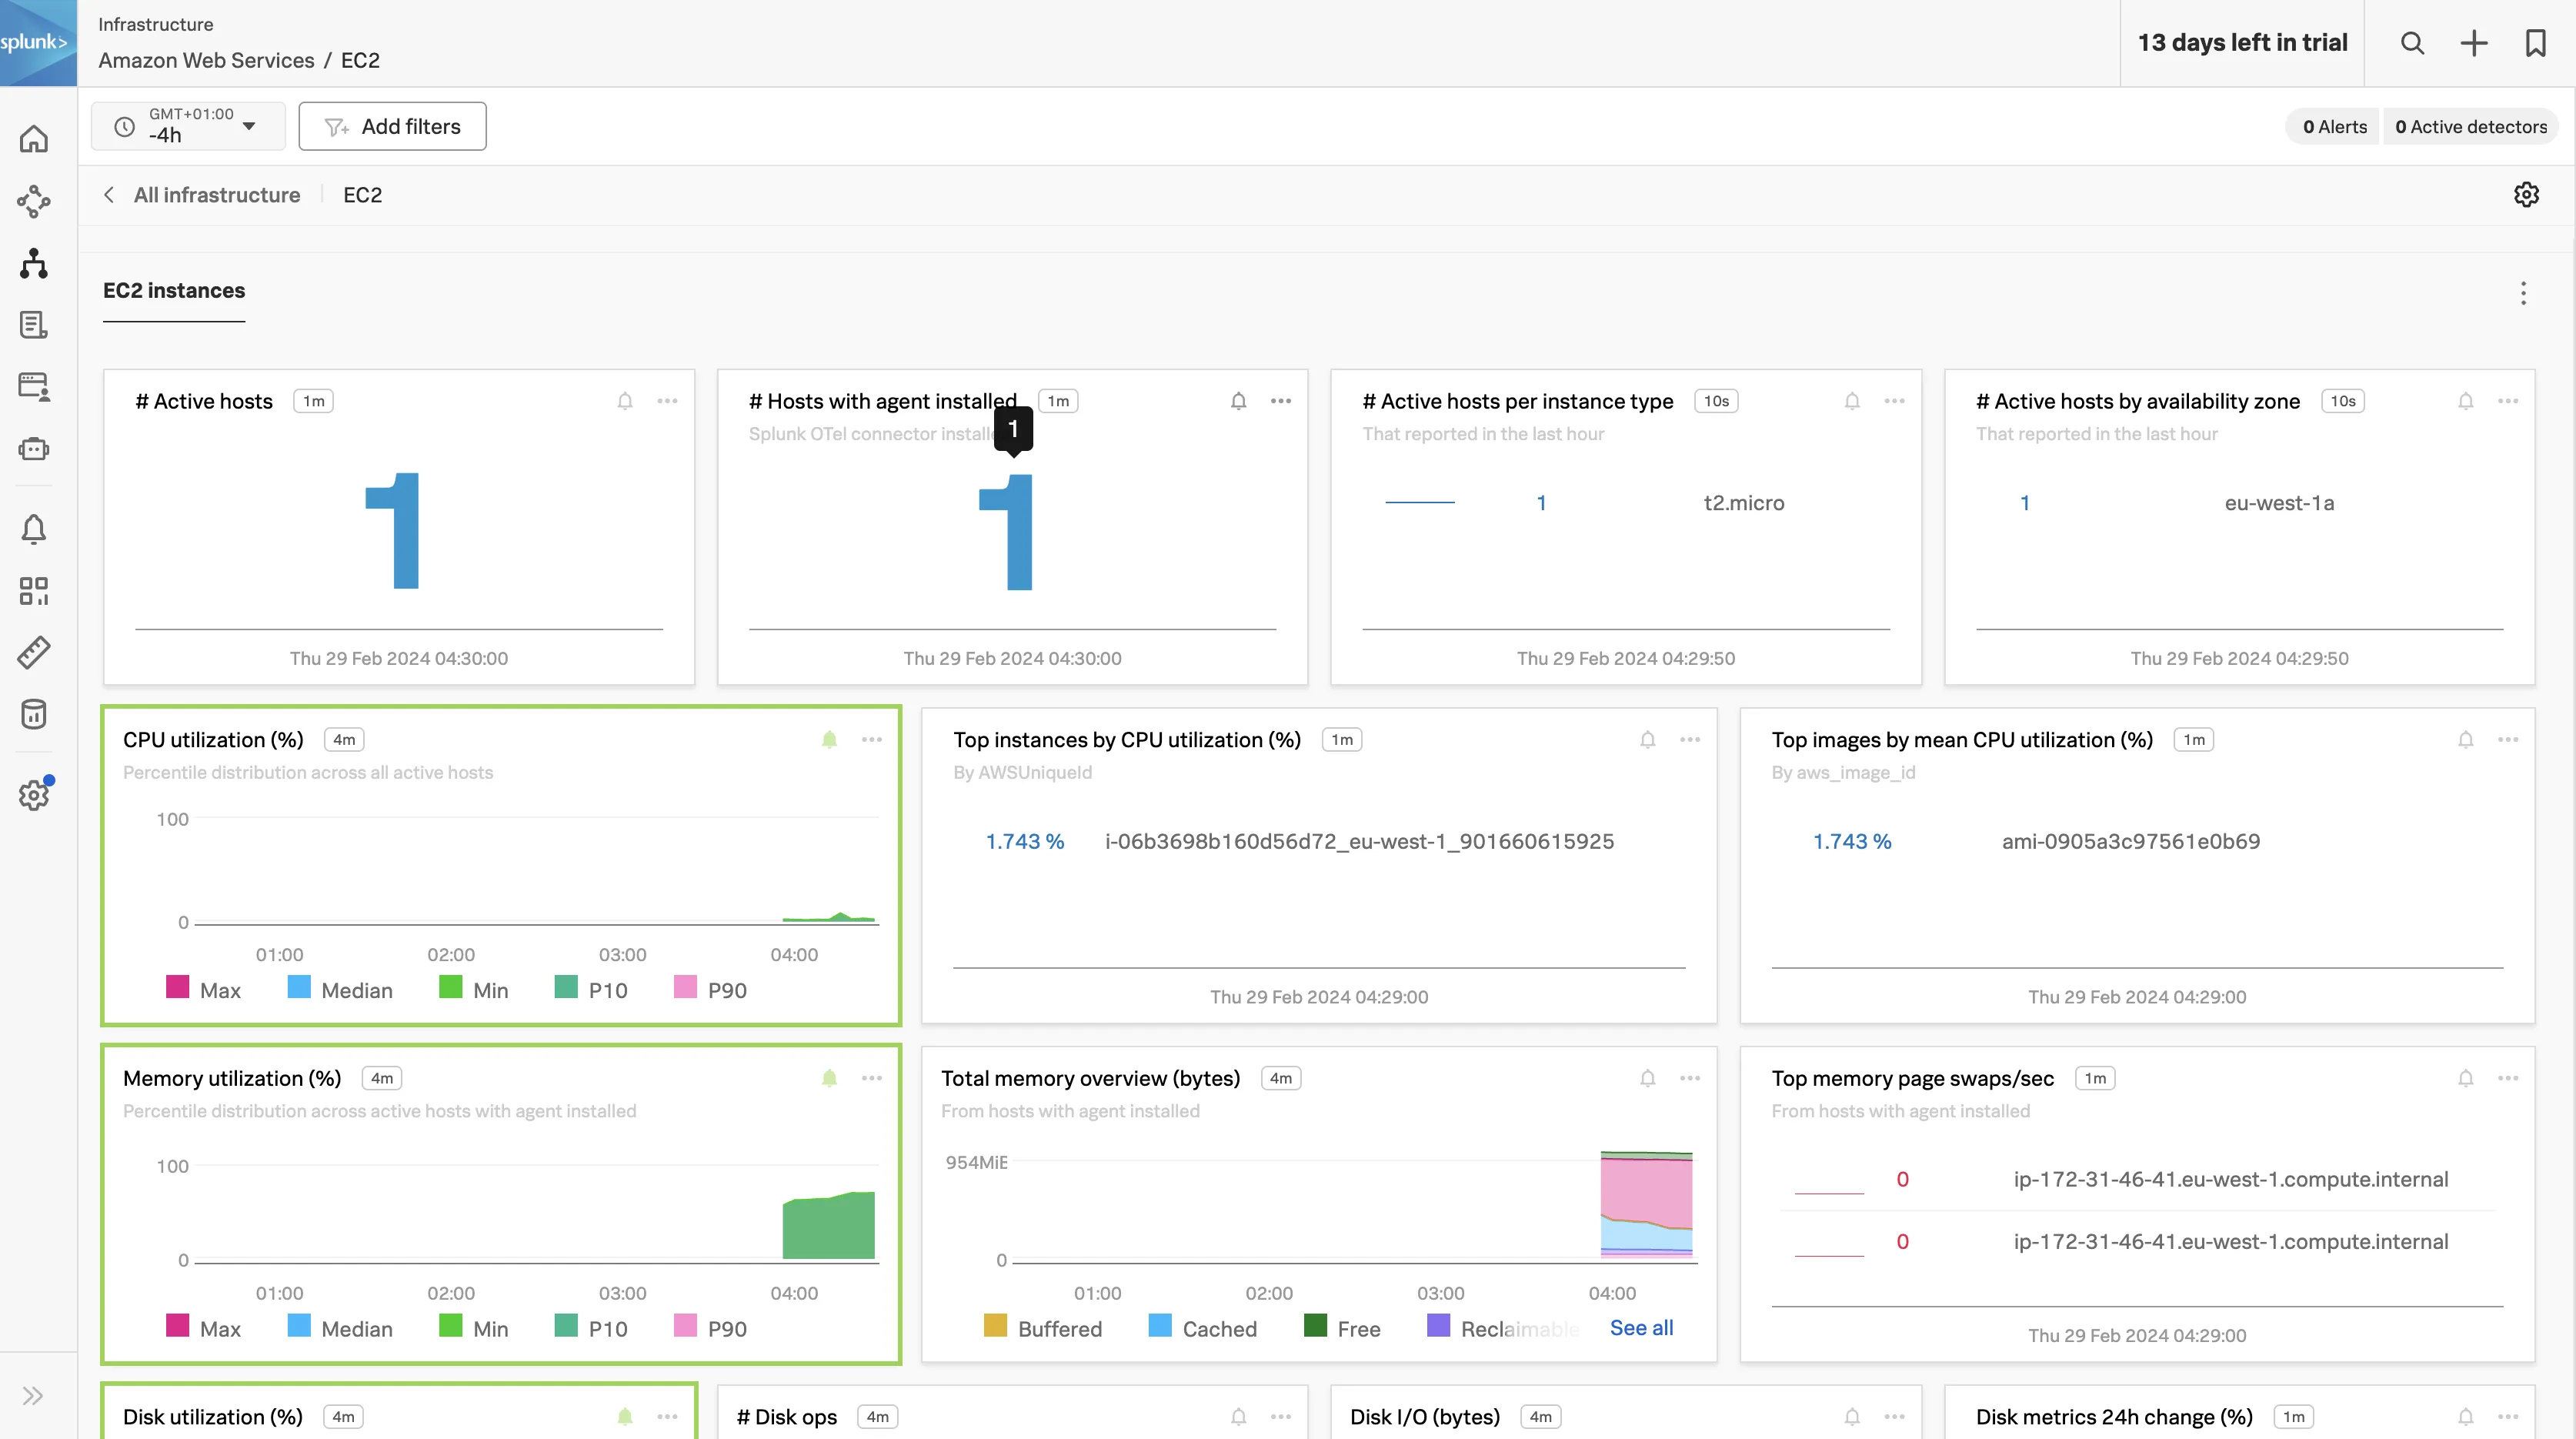 splunk>
Infrastructure
Amazon Web Services / EC2
13 days left in trial
GMT+01:00
-4h
Add filters
0 Alerts
0 Active detectors
All infrastructure
EC2
EC2 instances
# Active hosts 1m
1
Thu 29 Feb 2024 04:30:00
# Hosts with agent installed 1m
Splunk OTel connector
1
1
Thu 29 Feb 2024 04:30:00
# Active hosts per instance type 10s
That reported in the last hour
1 t2.micro
Thu 29 Feb 2024 04:29:50
# Active hosts by availability zone 10s
That reported in the last hour
1 eu-west-1a
Thu 29 Feb 2024 04:29:50
CPU utilization (%) 4m
Percentile distribution across all active hosts
100
0
01:00 02:00 03:00 04:00
Max Median Min P10 P90
Top instances by CPU utilization (%) 1m
By AWSUniqueId
1.743 % i-06b3698b160d56d72_eu-west-1_901660615925
Thu 29 Feb 2024 04:29:00
Top images by mean CPU utilization (%) 1m
By aws_image_id
1.743 % ami-0905a3c97561e0b69
Thu 29 Feb 2024 04:29:00
Memory utilization (%) 4m
Percentile distribution across active hosts with agent installed
100
0
01:00 02:00 03:00 04:00
Max Median Min P10 P90
Total memory overview (bytes) 4m
From hosts with agent installed
954MiE
0
01:00 02:00 03:00 04:00
Buffered Cached Free Reclaimable See all
Top memory page swaps/sec 1m
From hosts with agent installed
0 ip-172-31-46-41.eu-west-1.compute.internal
0 ip-172-31-46-41.eu-west-1.compute.internal
Thu 29 Feb 2024 04:29:00
Disk utilization (%) 4m
# Disk ops 4m
Disk I/O (bytes) 4m
Disk metrics 24h change (%) 1m